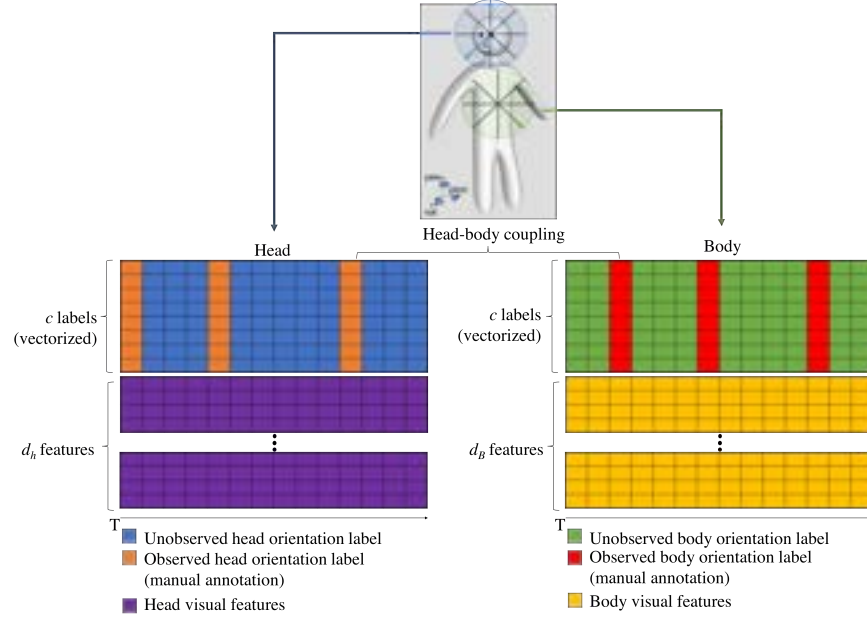 Head-body coupling
Head
Body
c labels
(vectorized)
c labels
(vectorized)
d_h features
d_B features
T
T
Unobserved head orientation label
Observed head orientation label
(manual annotation)
Head visual features
Unobserved body orientation label
Observed body orientation label
(manual annotation)
Body visual features